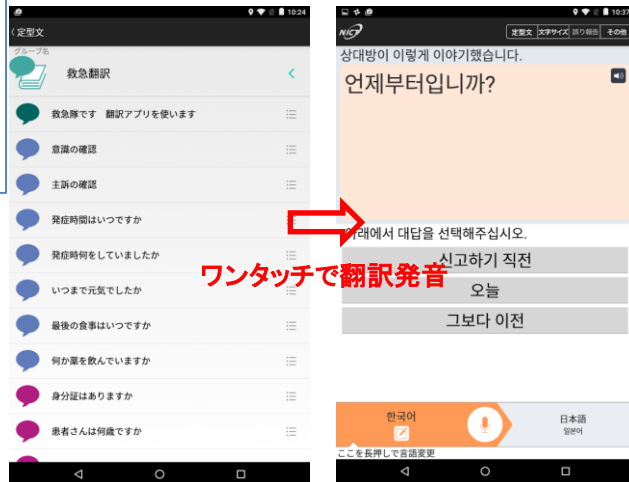 10:24
〈定型文
グループ名
救急翻訳
救急隊です 翻訳アプリを使います
意識の確認
主訴の確認
発症時間はいつですか
発症時何をしていましたか
いつまで元気でしたか
最後の食事はいつですか
何か薬を飲んでいますか
身分証はありますか
患者さんは何歳ですか
ワンタッチで翻訳発音
10:37
NICT
定型文 文字サイズ 誤り報告 その他
상대방이 이렇게 이야기했습니다.
언제부터입니까?
아래에서 대답을 선택해주십시오.
신고하기 직전
오늘
그보다 이전
한국어
日本語
일본어
ここを長押しで言語変更